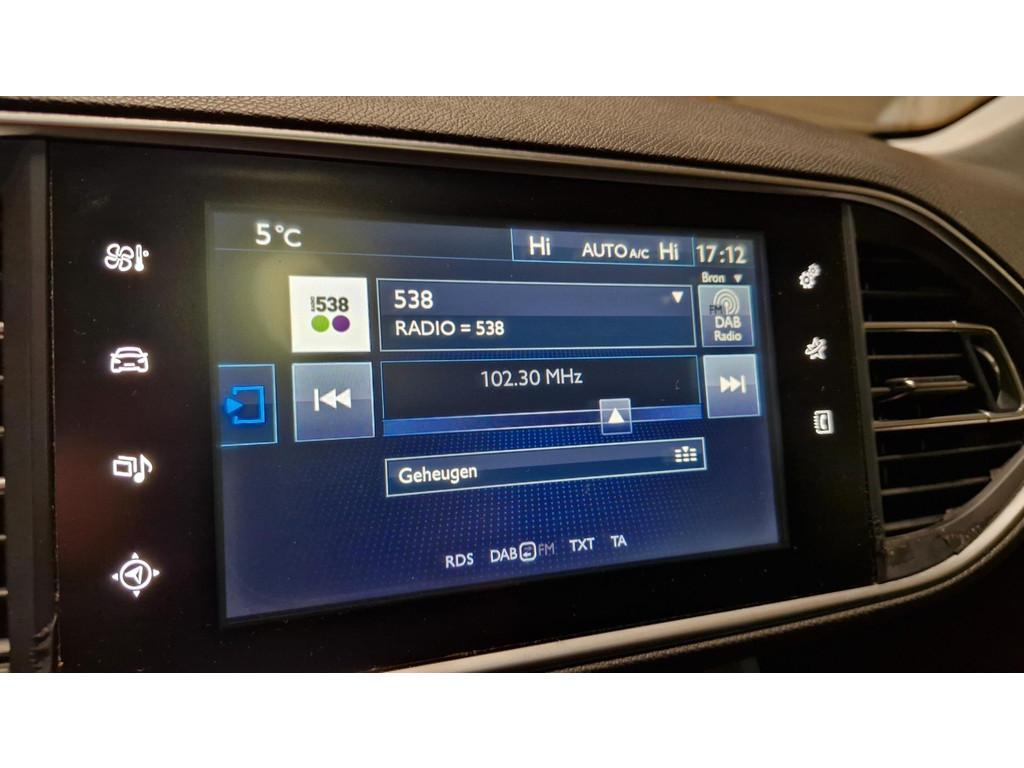 5 °C
Hi AUTO A/C Hi 17:12
Bron
538
538
RADIO = 538
FM
DAB
Radio
102.30 MHz
Geheugen
RDS DAB FM TXT TA